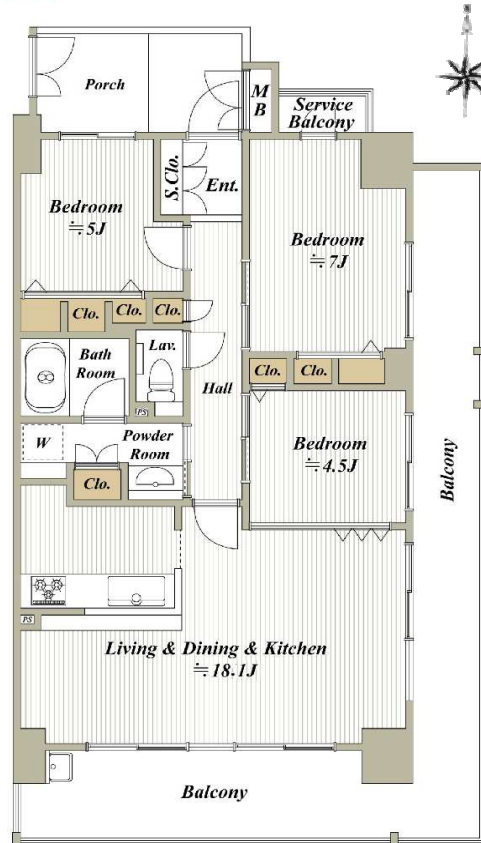 Porch
M
B
Service
Balcony
S.Clo.
Ent.
Bedroom
≒5J
Bedroom
≒7J
Clo.
Clo.
Clo.
Bath
Room
Lav.
Hall
Clo.
Clo.
PS
W
Powder
Room
Clo.
Bedroom
≒4.5J
Balcony
PS
Living & Dining & Kitchen
≒18.1J
Balcony